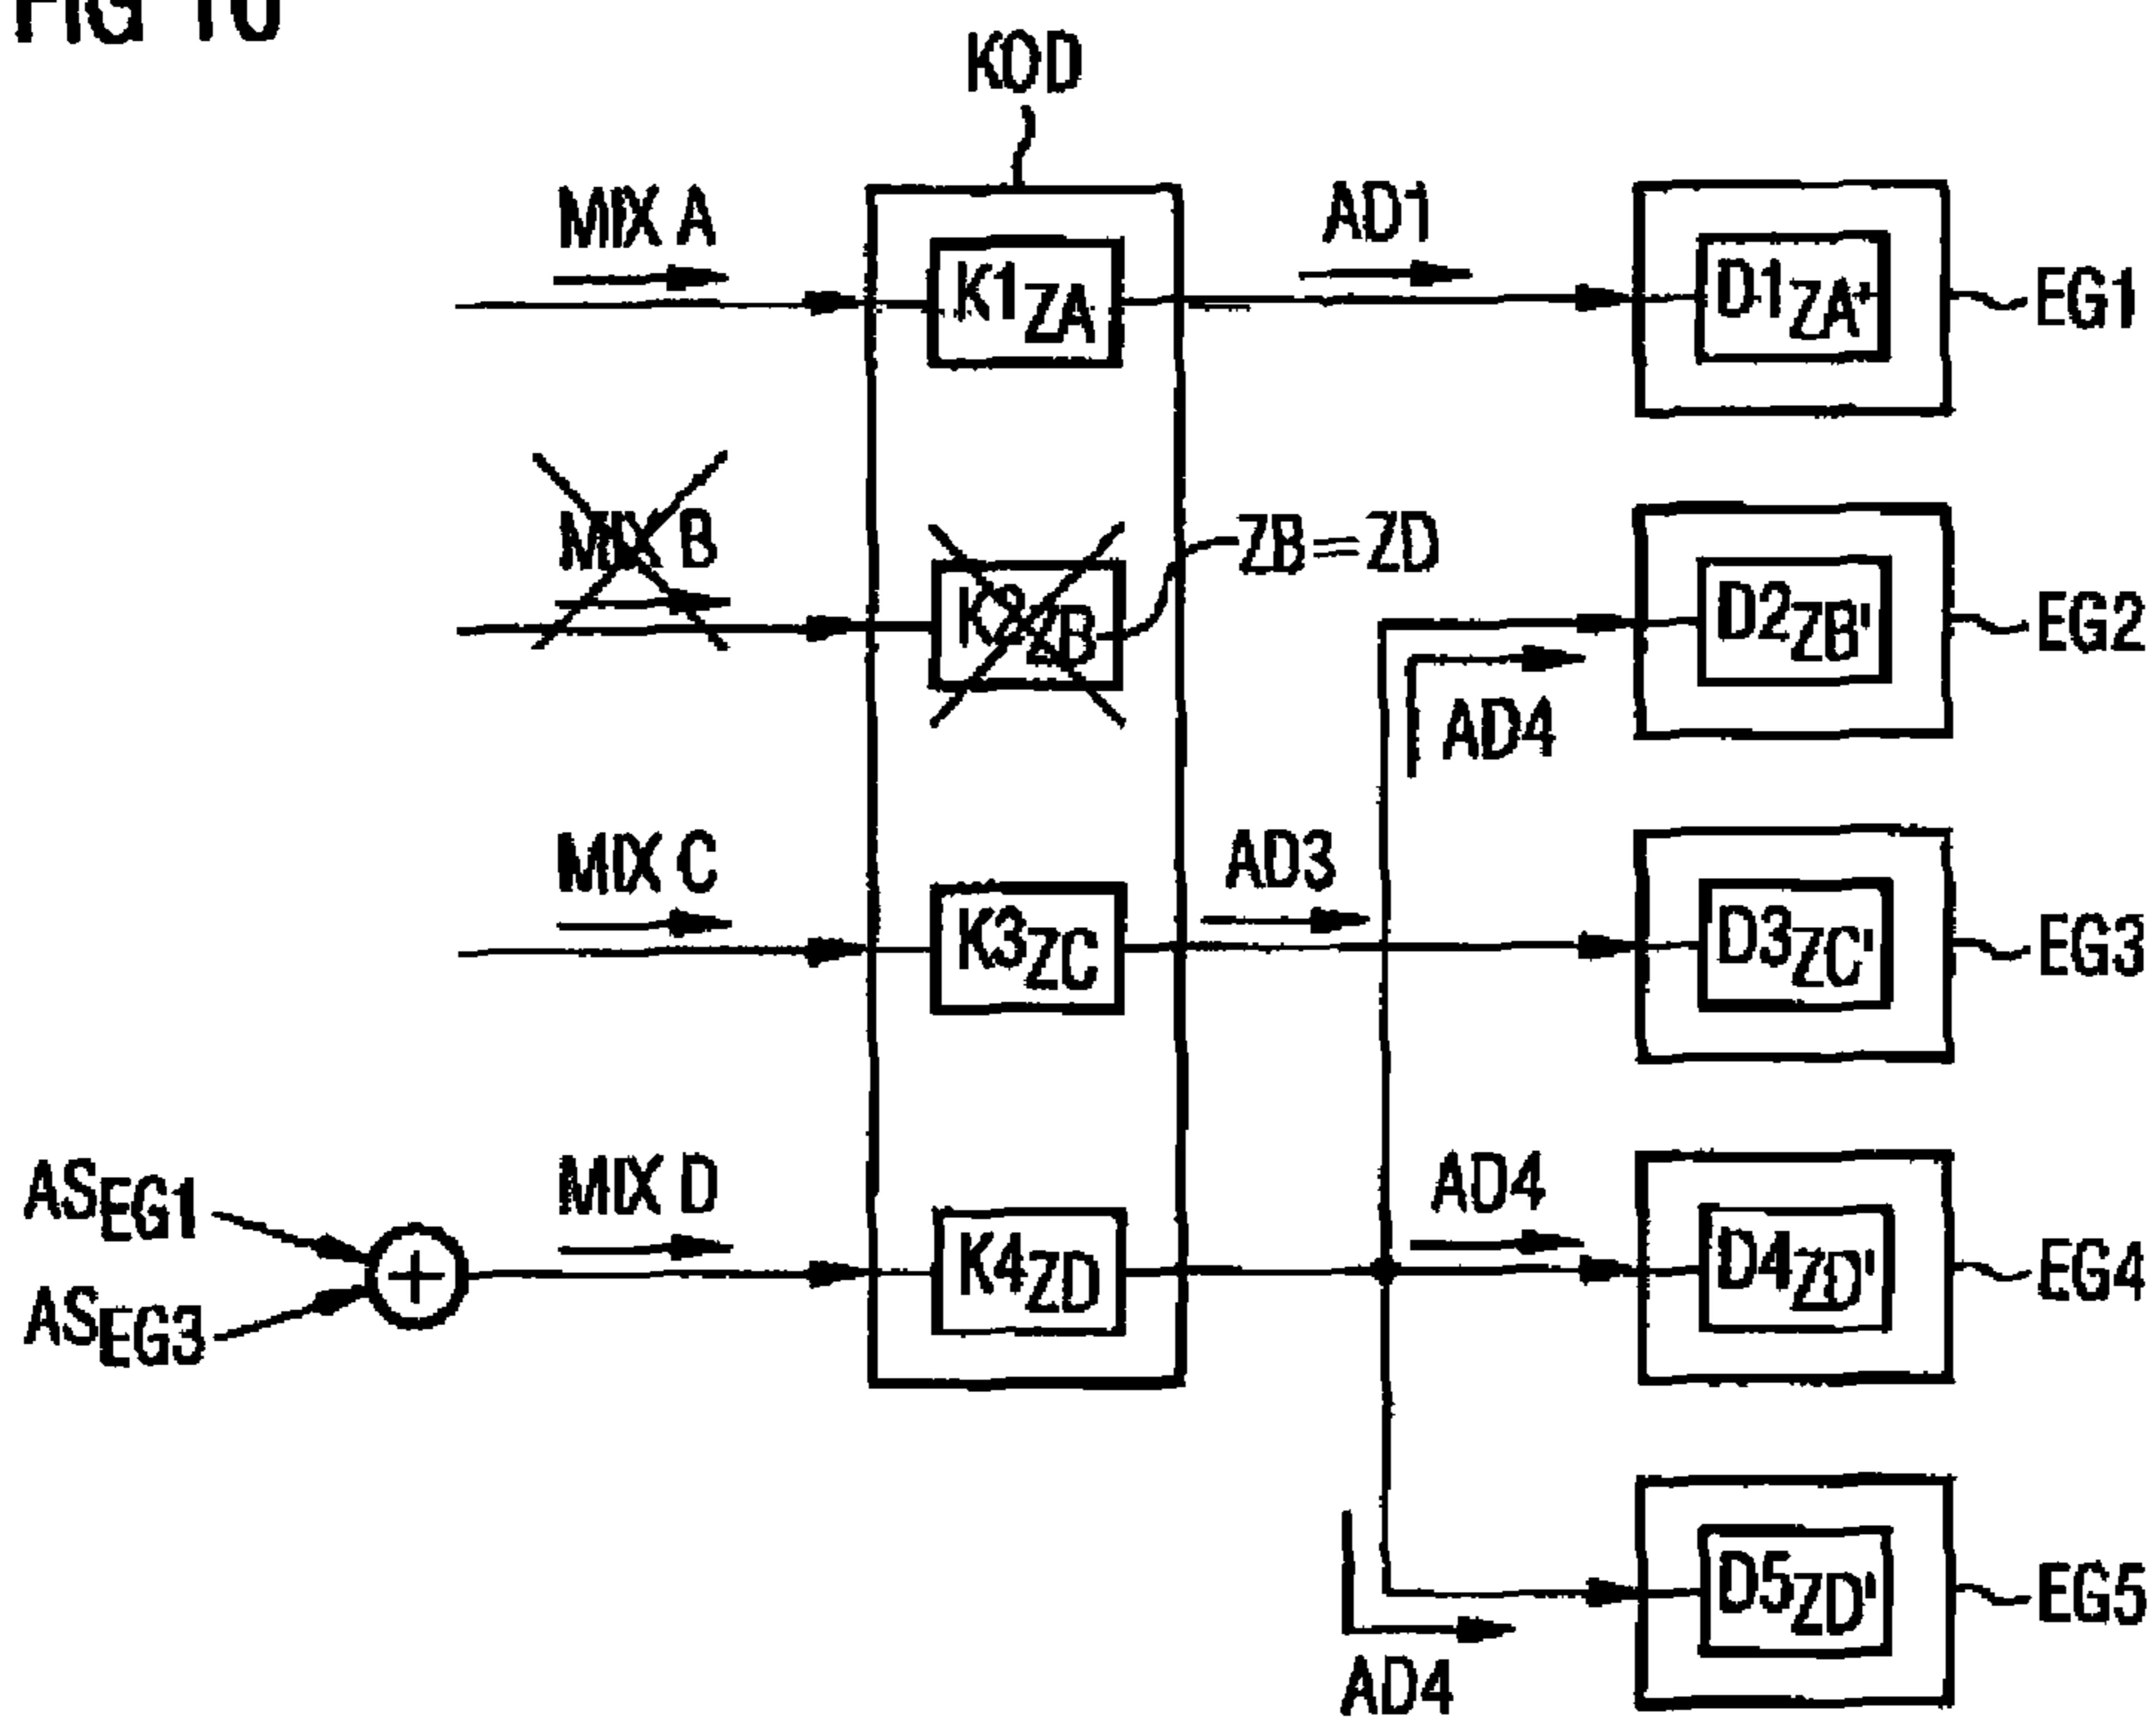 FIG 10
KOD
MIX A
AD1
K1ZA
D1ZA'
EG1
MIX B
K2ZB
ZB=ZD
D2ZB'
EG2
AD4
MIX C
AD3
K3ZC
D3ZC'
EG3
ASEG1
MIX D
AD4
K4ZD
D4ZD'
EG4
ASEG3
D5ZD'
EG5
AD4